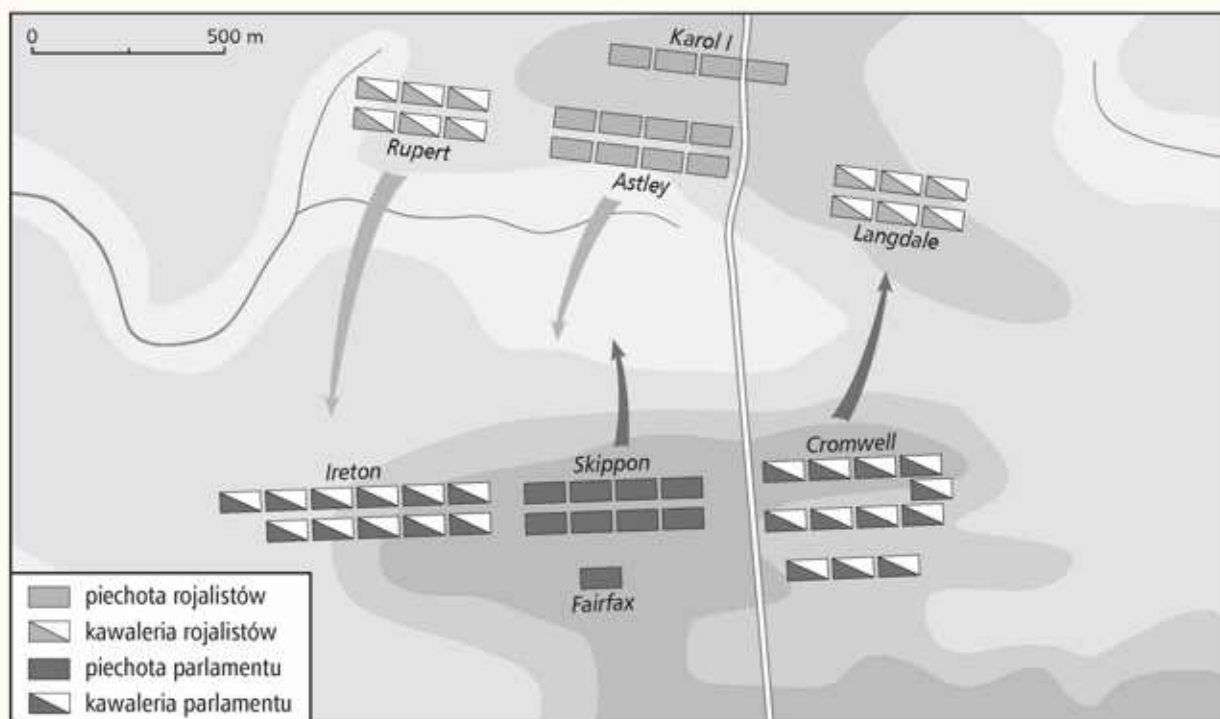 0 500 m
Karol I
Rupert
Astley
Langdale
Cromwell
Ireton
Skippon
Fairfax
piechota rojalistów
kawaleria rojalistów
piechota parlamentu
kawaleria parlamentu